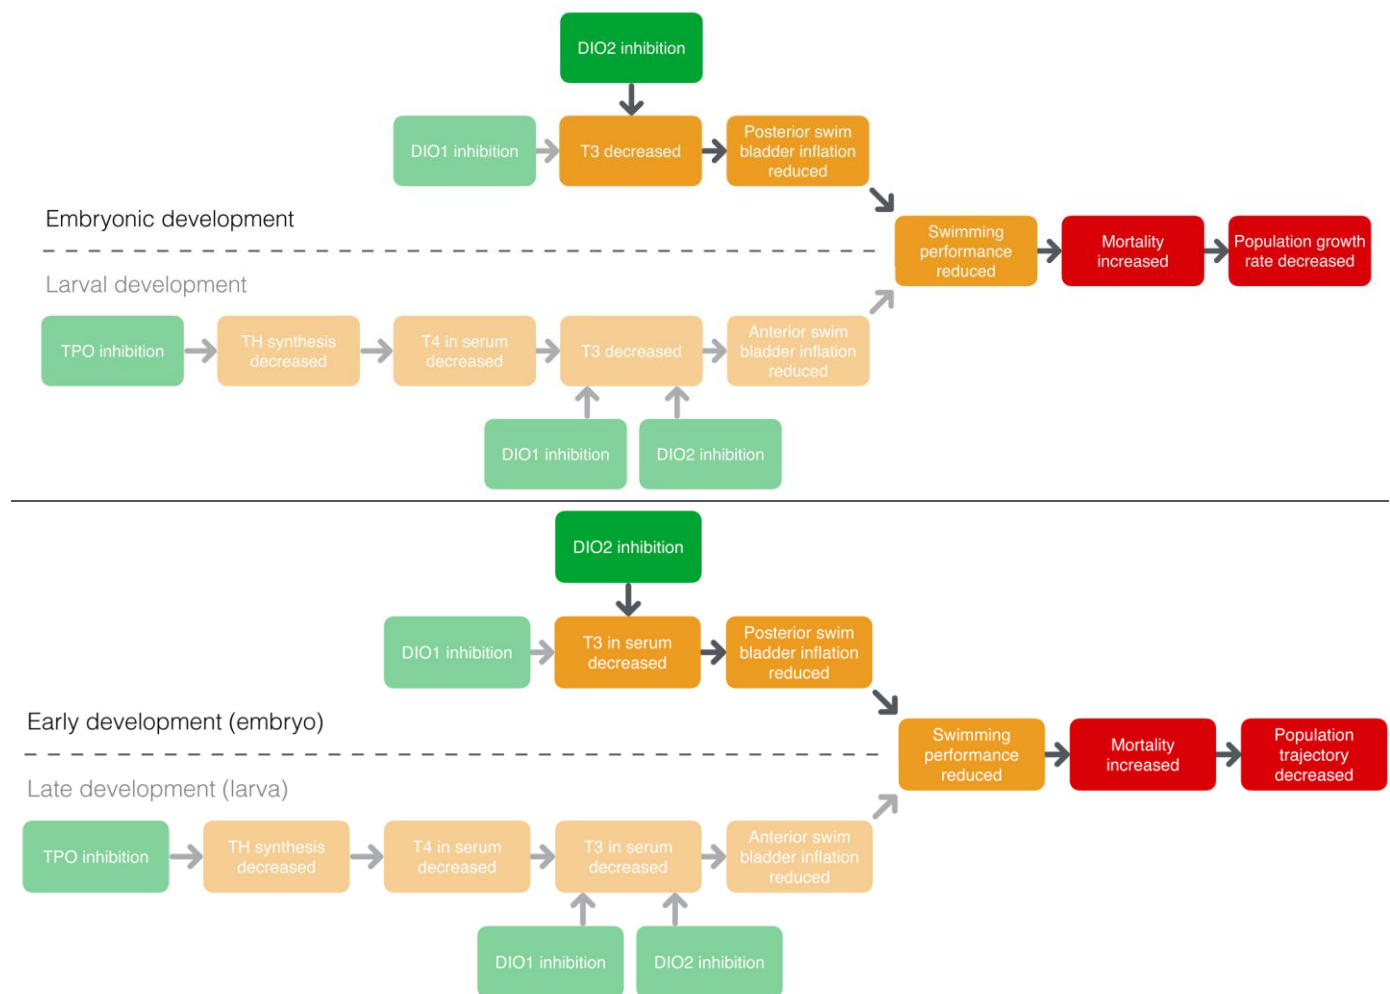 DIO2 inhibition
DIO1 inhibition
T3 decreased
Posterior swim
bladder inflation
reduced
Embryonic development
Swimming
performance
reduced
Mortality
increased
Population growth
rate decreased
Larval development
TPO inhibition
TH synthesis
decreased
T4 in serum
decreased
T3 decreased
Anterior swim
bladder inflation
reduced
DIO1 inhibition
DIO2 inhibition
DIO2 inhibition
DIO1 inhibition
T3 in serum
decreased
Posterior swim
bladder inflation
reduced
Early development (embryo)
Swimming
performance
reduced
Mortality
increased
Population
trajectory
decreased
Late development (larva)
TPO inhibition
TH synthesis
decreased
T4 in serum
decreased
T3 in serum
decreased
Anterior swim
bladder inflation
reduced
DIO1 inhibition
DIO2 inhibition